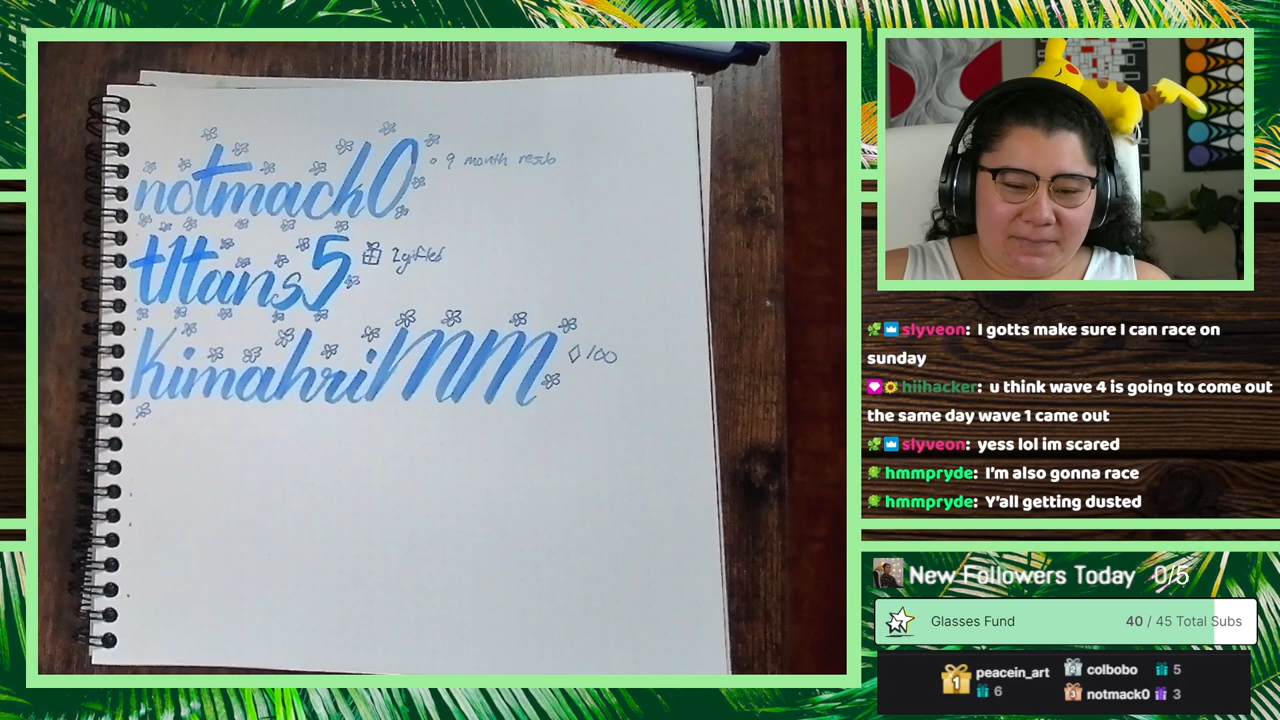 notmack0 • 9 month resub
t1tans5 2 gifted
kimahriMM 100
slyveon: I gotts make sure I can race on
sunday
hiihacker: u think wave 4 is going to come out
the same day wave 1 came out
slyveon: yess lol im scared
hmmpryde: I'm also gonna race
hmmpryde: Y'all getting dusted
New Followers Today 0/5
Glasses Fund 40 / 45 Total Subs
1 peacein_art 6
2 colbobo 5
3 notmack0 3